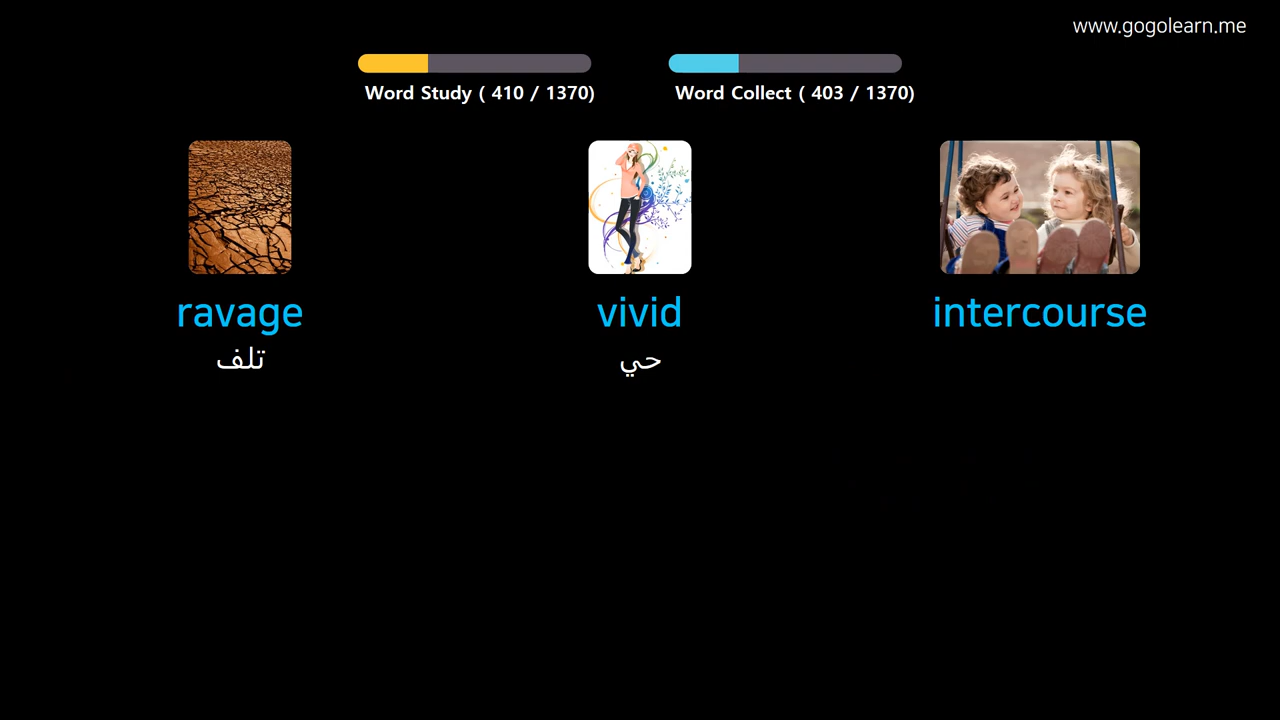 www.gogolearn.me
Word Study ( 410 / 1370)
Word Collect ( 403 / 1370)
ravage
تلف
vivid
حي
intercourse